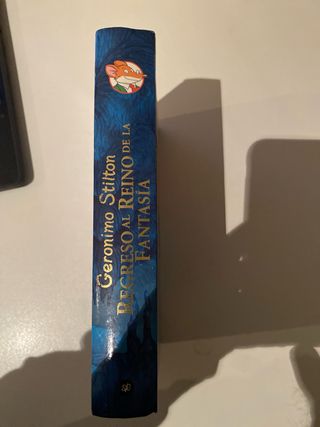 Geronimo Stilton
REGRESO AL REINO DE LA
FANTASÍA